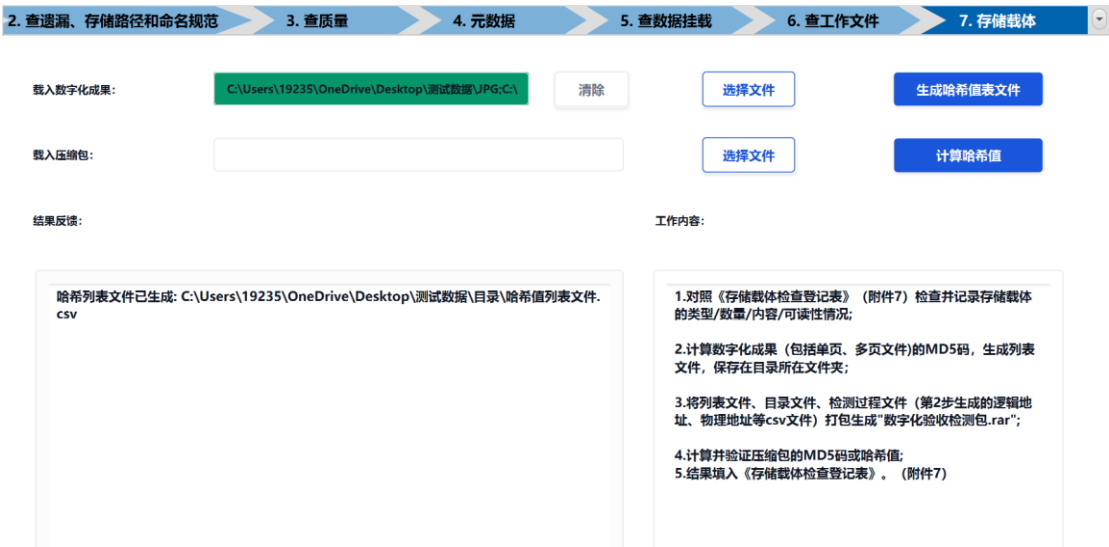 2. 查遗漏、存储路径和命名规范
3. 查质量
4. 元数据
5. 查数据挂载
6. 查工作文件
7. 存储载体
载入数字化成果:
C:\Users\19235\OneDrive\Desktop\测试数据\JPG;C:\
清除
选择文件
生成哈希值表文件
载入压缩包:
选择文件
计算哈希值
结果反馈:
工作内容:
哈希列表文件已生成: C:\Users\19235\OneDrive\Desktop\测试数据\目录\哈希值列表文件.
csv
1.对照《存储载体检查登记表》（附件7）检查并记录存储载体
的类型/数量/内容/可读性情况;
2.计算数字化成果（包括单页、多页文件)的MD5码，生成列表
文件，保存在目录所在文件夹；
3.将列表文件、目录文件、检测过程文件（第2步生成的逻辑地
址、物理地址等csv文件）打包生成"数字化验收检测包.rar";
4.计算并验证压缩包的MD5码或哈希值;
5.结果填入《存储载体检查登记表》。（附件7）